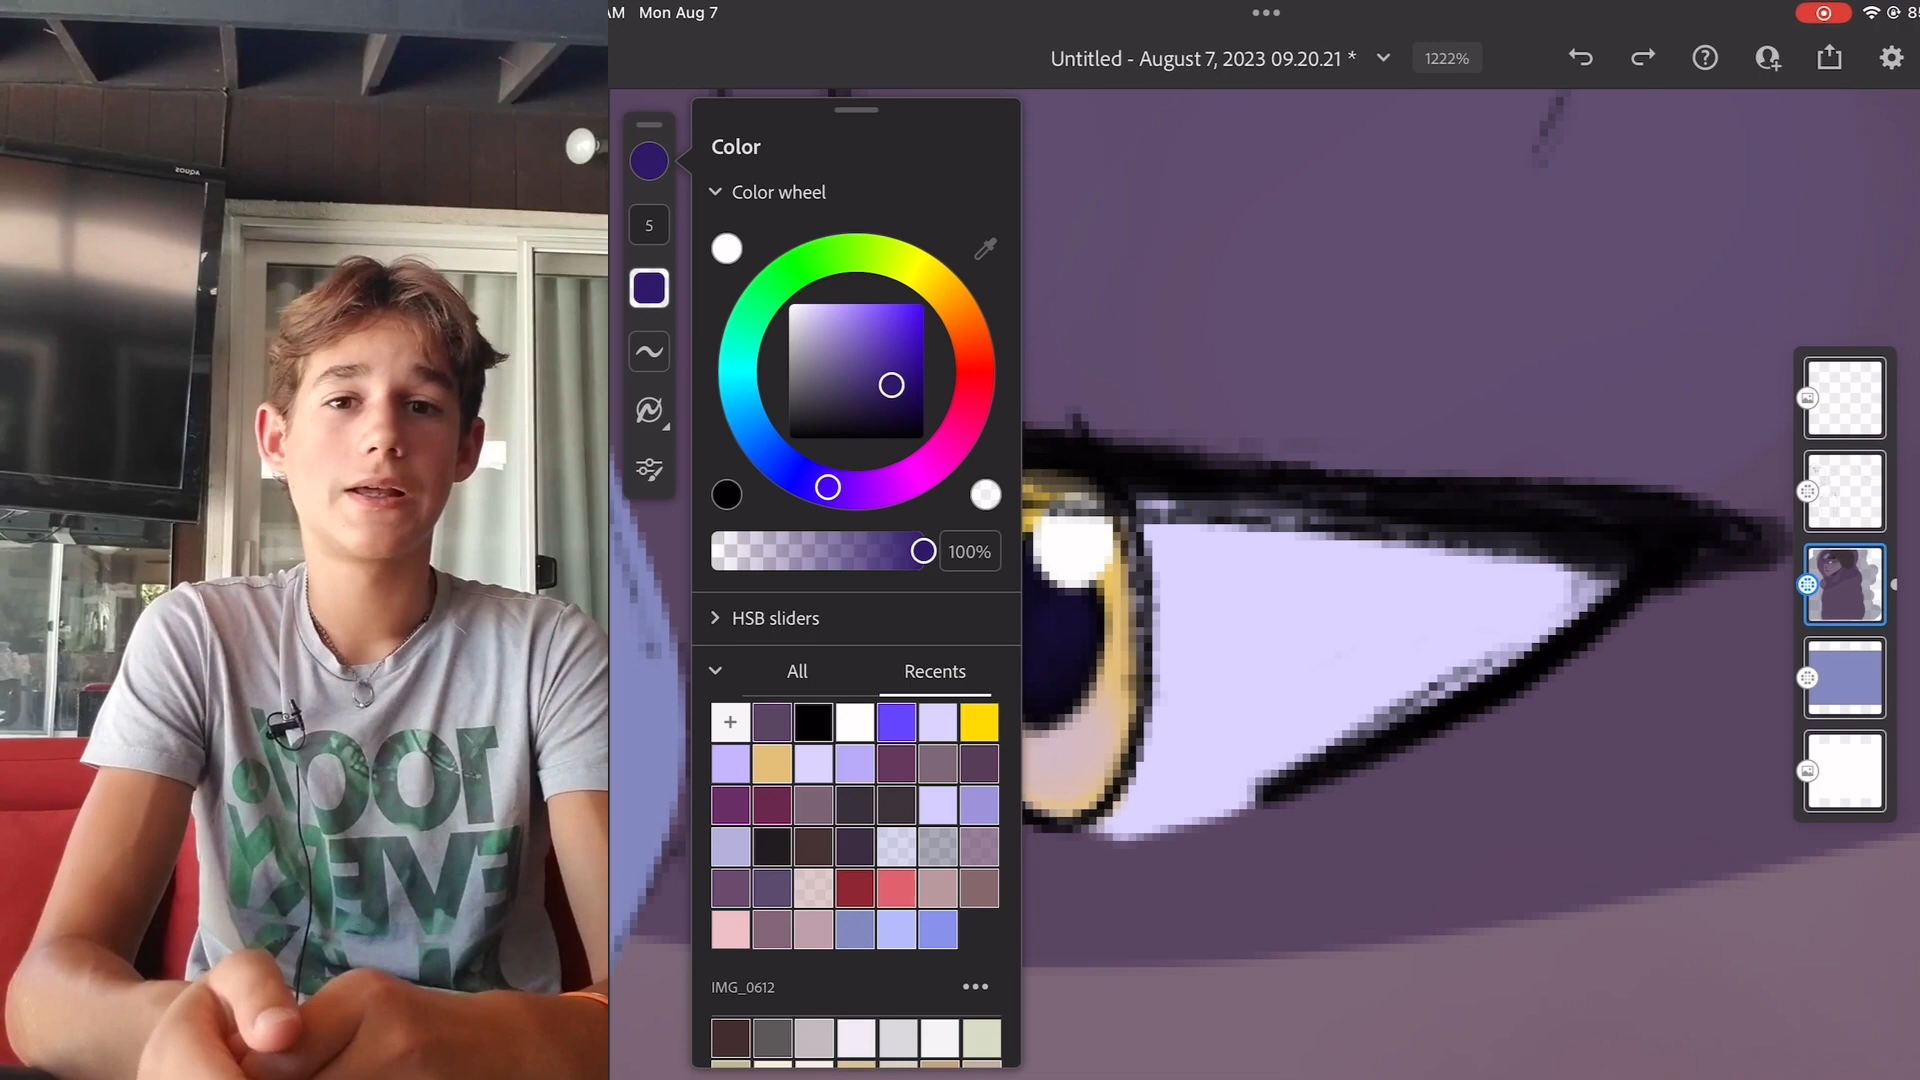 AM Mon Aug 7
Untitled - August 7, 2023 09.20.21 *
1222%
5
Color
Color wheel
100%
HSB sliders
All
Recents
IMG_0612